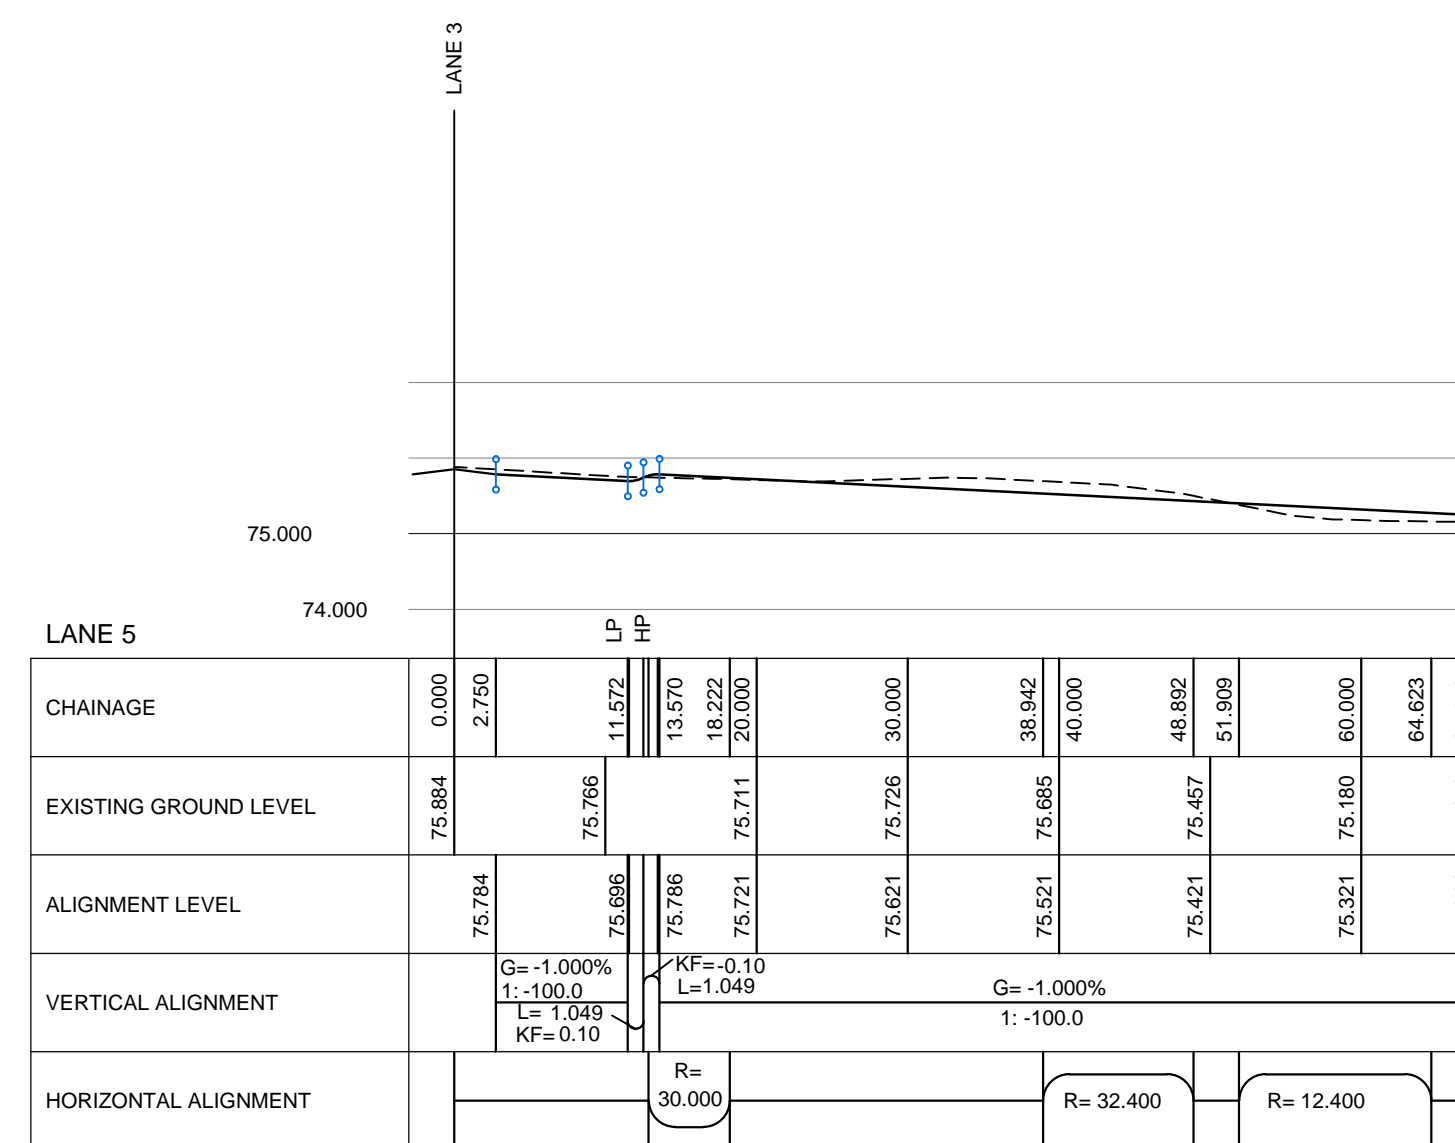 LANE 3
75.000
74.000
LANE 5
LP
HP
CHAINAGE
0.000
2.750
11.572
13.570
18.222
20.000
30.000
38.942
40.000
48.892
51.909
60.000
64.623
EXISTING GROUND LEVEL
75.884
75.766
75.711
75.726
75.685
75.457
75.180
ALIGNMENT LEVEL
75.784
75.696
75.786
75.721
75.621
75.521
75.421
75.321
VERTICAL ALIGNMENT
G= -1.000%
1: -100.0
L= 1.049
KF= 0.10
KF=-0.10
L=1.049
G= -1.000%
1: -100.0
HORIZONTAL ALIGNMENT
R=
30.000
R= 32.400
R= 12.400